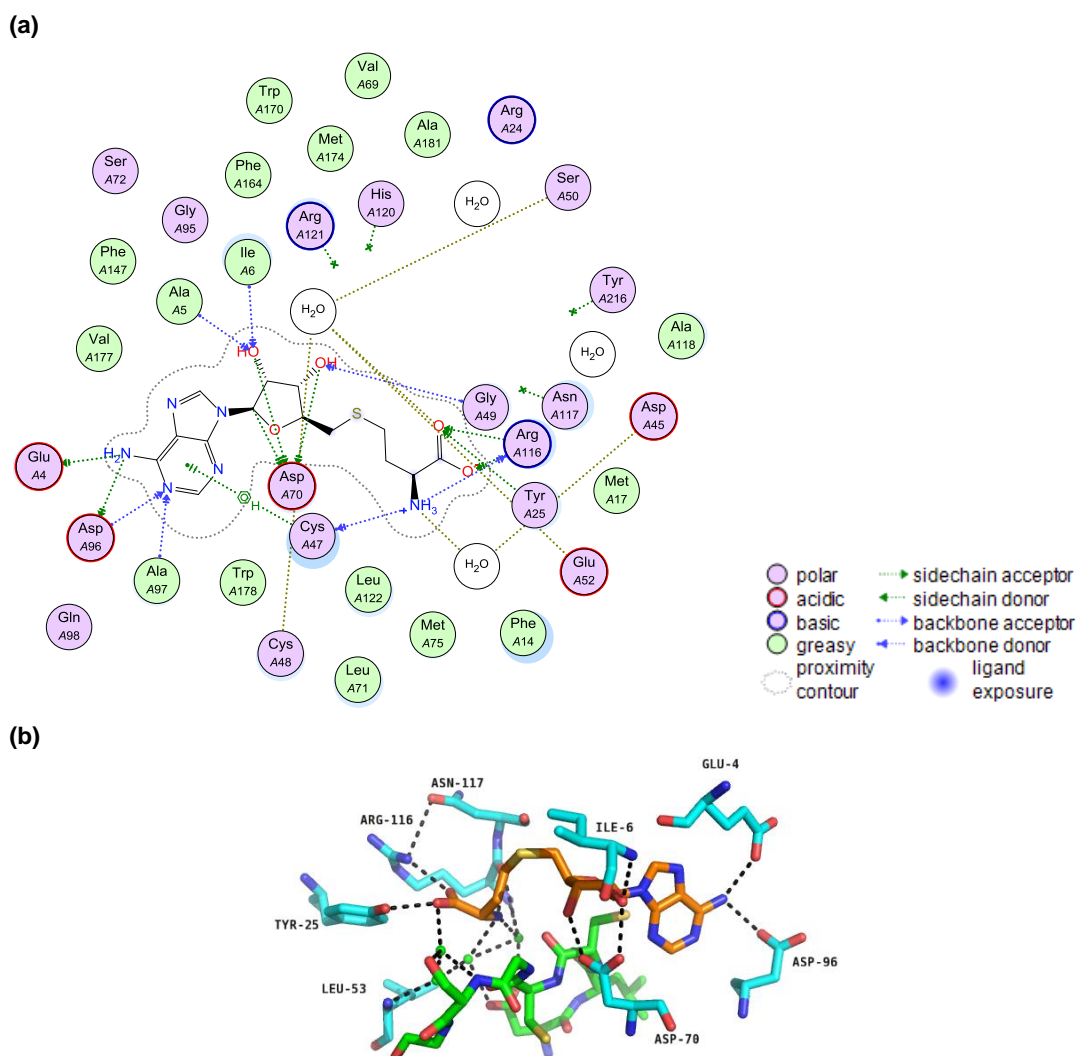 (a)
Val
A69
Trp
A170
Arg
A24
Met
A174
Ala
A181
Ser
A72
Phe
A164
His
A120
H₂O
Ser
A50
Gly
A95
Arg
A121
Phe
A147
Ile
A6
Tyr
A216
Ala
A5
H₂O
Ala
A118
Val
A177
HO
OH
H₂O
Gly
A49
Asn
A117
Asp
A45
S
N
N
O
O
Arg
A116
Glu
A4
H₂N
N
N
O
Asp
A70
Met
A17
Asp
A96
H
Cys
A47
NH₃
Tyr
A25
Ala
A97
Trp
A178
Leu
A122
H₂O
Glu
A52
Gln
A98
Cys
A48
Met
A75
Phe
A14
Leu
A71
polar
acidic
basic
greasy
proximity
contour
sidechain acceptor
sidechain donor
backbone acceptor
backbone donor
ligand
exposure
(b)
GLU-4
ASN-117
ARG-116
ILE-6
TYR-25
ASP-96
LEU-53
ASP-70